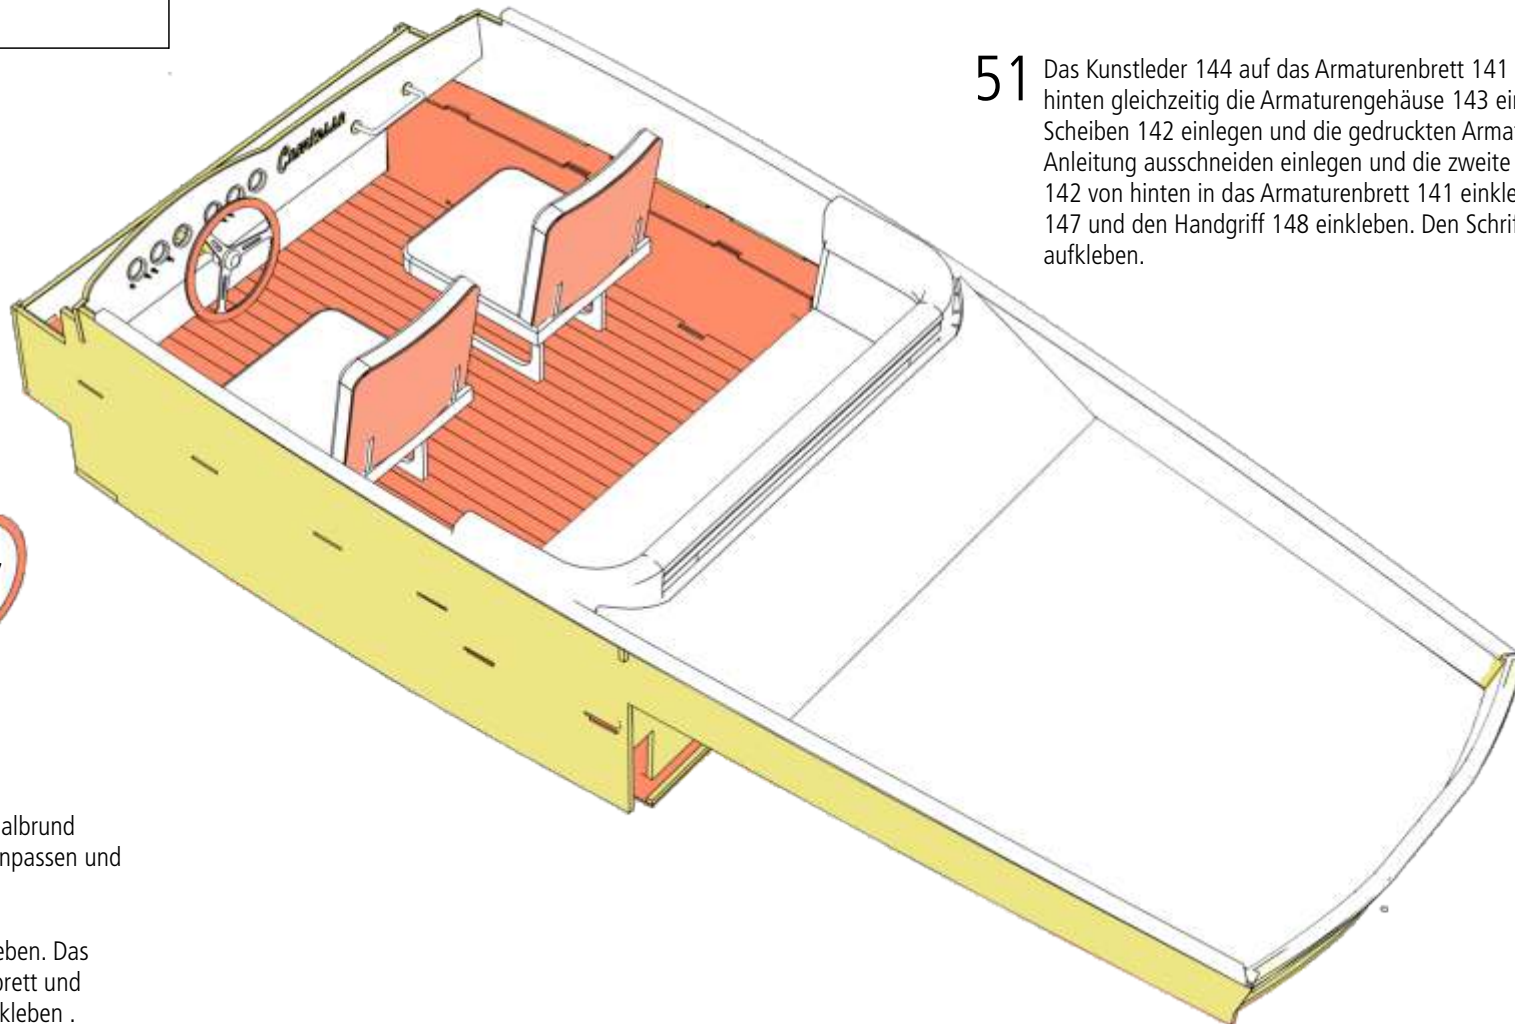 51
Das Kunstleder 144 auf das Armaturenbrett 141
hinten gleichzeitig die Armaturengehäuse 143 ei
Scheiben 142 einlegen und die gedruckten Arma
Anleitung ausschneiden einlegen und die zweite
142 von hinten in das Armaturenbrett 141 einkle
147 und den Handgriff 148 einkleben. Den Schrif
aufkleben.
albrund
npassen und
eben. Das
brett und
kleben .